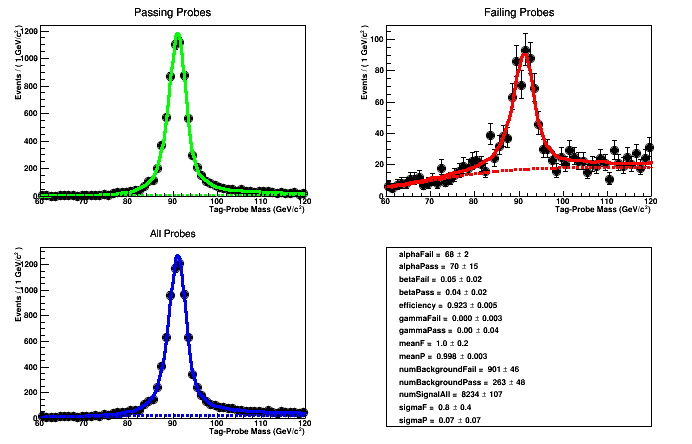 Passing Probes
Events / ( 1 GeV/c²)
1200
1000
800
600
400
200
0
60 70 80 90 100 110 120
Tag-Probe Mass (GeV/c²)
Failing Probes
Events / ( 1 GeV/c²)
100
80
60
40
20
0
60 70 80 90 100 110 120
Tag-Probe Mass (GeV/c²)
All Probes
Events / ( 1 GeV/c²)
1200
1000
800
600
400
200
0
60 70 80 90 100 110 120
Tag-Probe Mass (GeV/c²)
alphaFail = 68 ± 2
alphaPass = 70 ± 15
betaFail = 0.05 ± 0.02
betaPass = 0.04 ± 0.02
efficiency = 0.923 ± 0.005
gammaFail = 0.000 ± 0.003
gammaPass = 0.00 ± 0.04
meanF = 1.0 ± 0.2
meanP = 0.998 ± 0.003
numBackgroundFail = 901 ± 46
numBackgroundPass = 263 ± 48
numSignalAll = 8234 ± 107
sigmaF = 0.8 ± 0.4
sigmaP = 0.07 ± 0.07